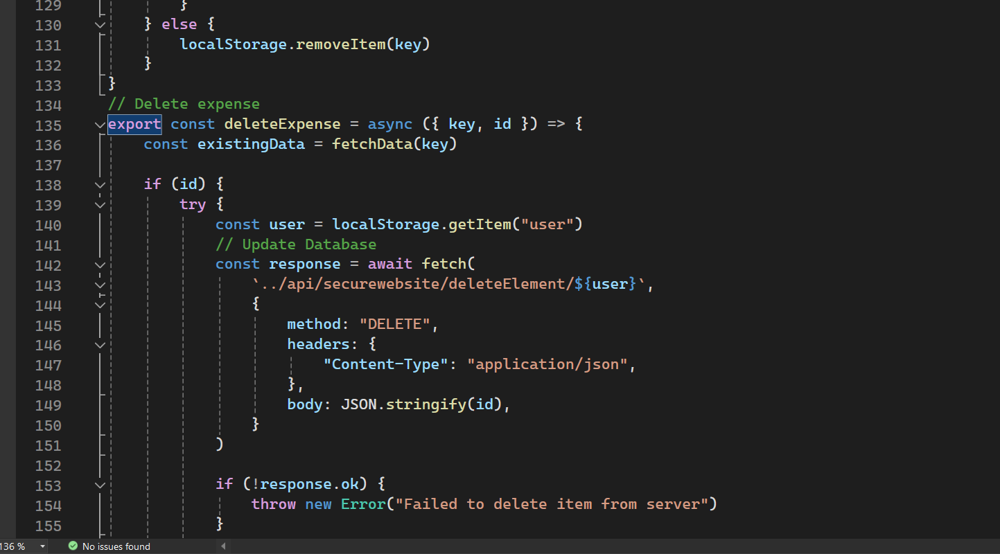 129 }
130 } else {
131 localStorage.removeItem(key)
132 }
133 }
134 // Delete expense
135 export const deleteExpense = async ({ key, id }) => {
136 const existingData = fetchData(key)
137
138 if (id) {
139 try {
140 const user = localStorage.getItem("user")
141 // Update Database
142 const response = await fetch(
143 `../api/securewebsite/deleteElement/${user}`,
144 {
145 method: "DELETE",
146 headers: {
147 "Content-Type": "application/json",
148 },
149 body: JSON.stringify(id),
150 }
151 )
152
153 if (!response.ok) {
154 throw new Error("Failed to delete item from server")
155 }
136 % No issues found